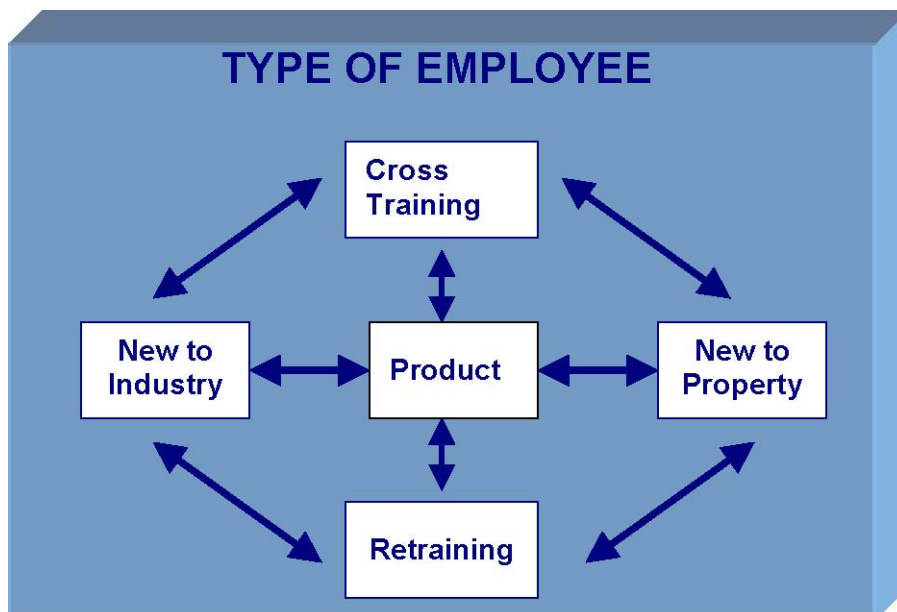 TYPE OF EMPLOYEE
Cross
Training
New to
Industry
Product
New to
Property
Retraining